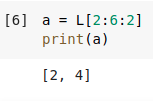 [6] a = L[2:6:2]
print(a)
[2, 4]